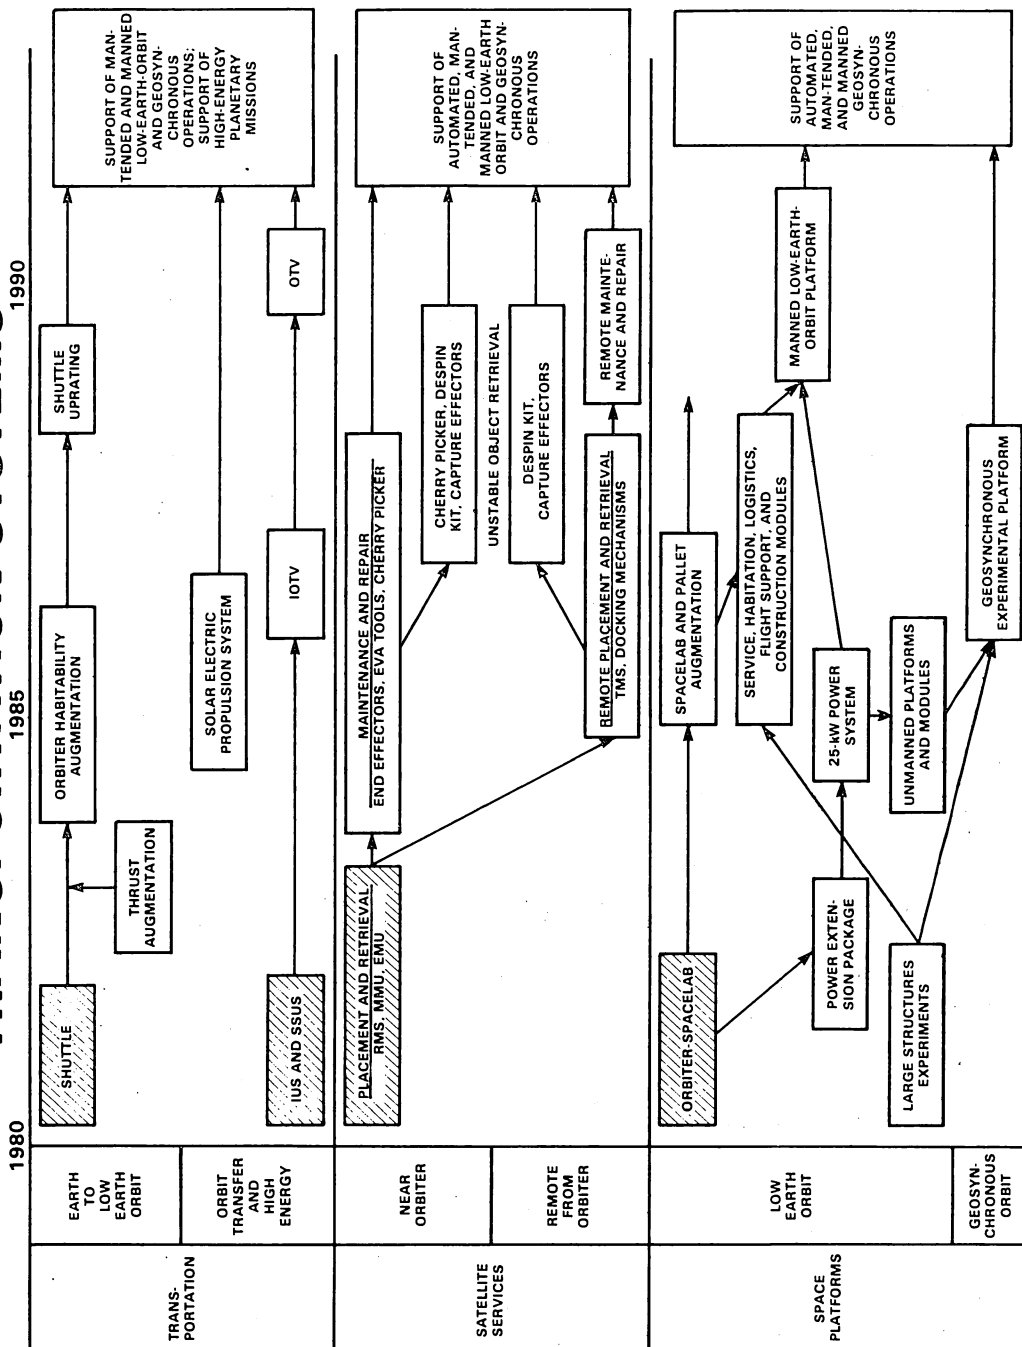 1980
1985
1990
TRANS-
PORTATION
EARTH
TO
LOW
EARTH
ORBIT
SHUTTLE
THRUST
AUGMENTATION
ORBITER HABITABILITY
AUGMENTATION
SHUTTLE
UPRATING
SUPPORT OF MAN-
TENDED AND MANNED
LOW-EARTH-ORBIT
AND GEOSYN-
CHRONOUS
OPERATIONS;
SUPPORT OF
HIGH-ENERGY
PLANETARY
MISSIONS
ORBIT
TRANSFER
AND
HIGH
ENERGY
SOLAR ELECTRIC
PROPULSION SYSTEM
IUS AND SSUS
IOTV
OTV
SATELLITE
SERVICES
NEAR
ORBITER
PLACEMENT AND RETRIEVAL
RMS, MMU, EMU
MAINTENANCE AND REPAIR
END EFFECTORS, EVA TOOLS, CHERRY PICKER
CHERRY PICKER, DESPIN
KIT, CAPTURE EFFECTORS
UNSTABLE OBJECT RETRIEVAL
SUPPORT OF
AUTOMATED, MAN-
TENDED, AND
MANNED LOW-EARTH
ORBIT AND GEOSYN-
CHRONOUS
OPERATIONS
REMOTE
FROM
ORBITER
DESPIN KIT,
CAPTURE EFFECTORS
REMOTE PLACEMENT AND RETRIEVAL
TMS, DOCKING MECHANISMS
REMOTE MAINTE-
NANCE AND REPAIR
SPACE
PLATFORMS
LOW
EARTH
ORBIT
ORBITER-SPACELAB
SPACELAB AND PALLET
AUGMENTATION
SERVICE, HABITATION, LOGISTICS,
FLIGHT SUPPORT, AND
CONSTRUCTION MODULES
MANNED LOW-EARTH-
ORBIT PLATFORM
SUPPORT OF
AUTOMATED,
MAN-TENDED,
AND MANNED
GEOSYN-
CHRONOUS
OPERATIONS
POWER EXTEN-
SION PACKAGE
25-kW POWER
SYSTEM
LARGE STRUCTURES
EXPERIMENTS
UNMANNED PLATFORMS
AND MODULES
GEOSYN-
CHRONOUS
ORBIT
GEOSYNCHRONOUS
EXPERIMENTAL PLATFORM